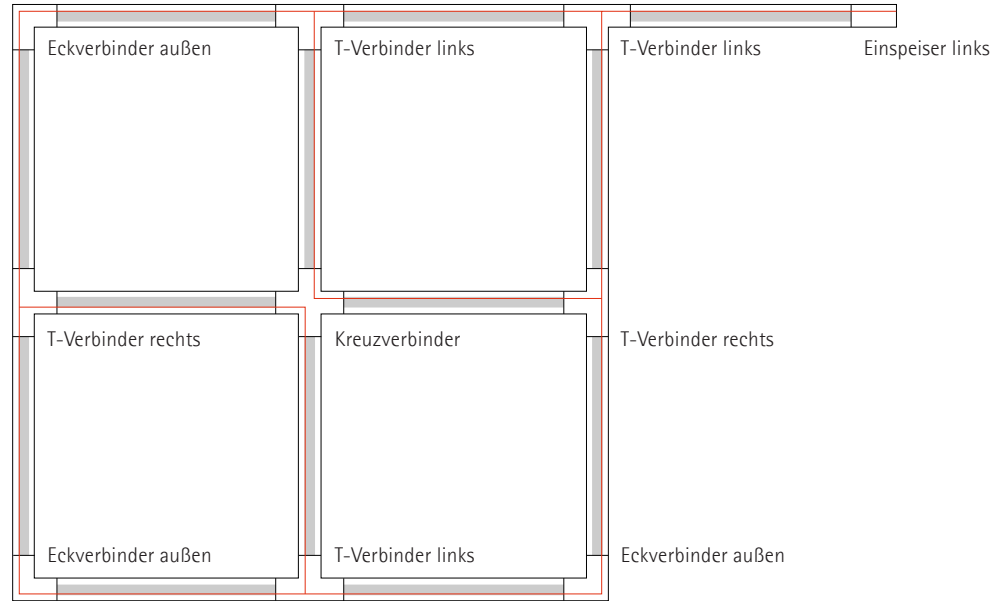 Eckverbinder außen
T-Verbinder links
T-Verbinder links
Einspeiser links
T-Verbinder rechts
Kreuzverbinder
T-Verbinder rechts
Eckverbinder außen
T-Verbinder links
Eckverbinder außen